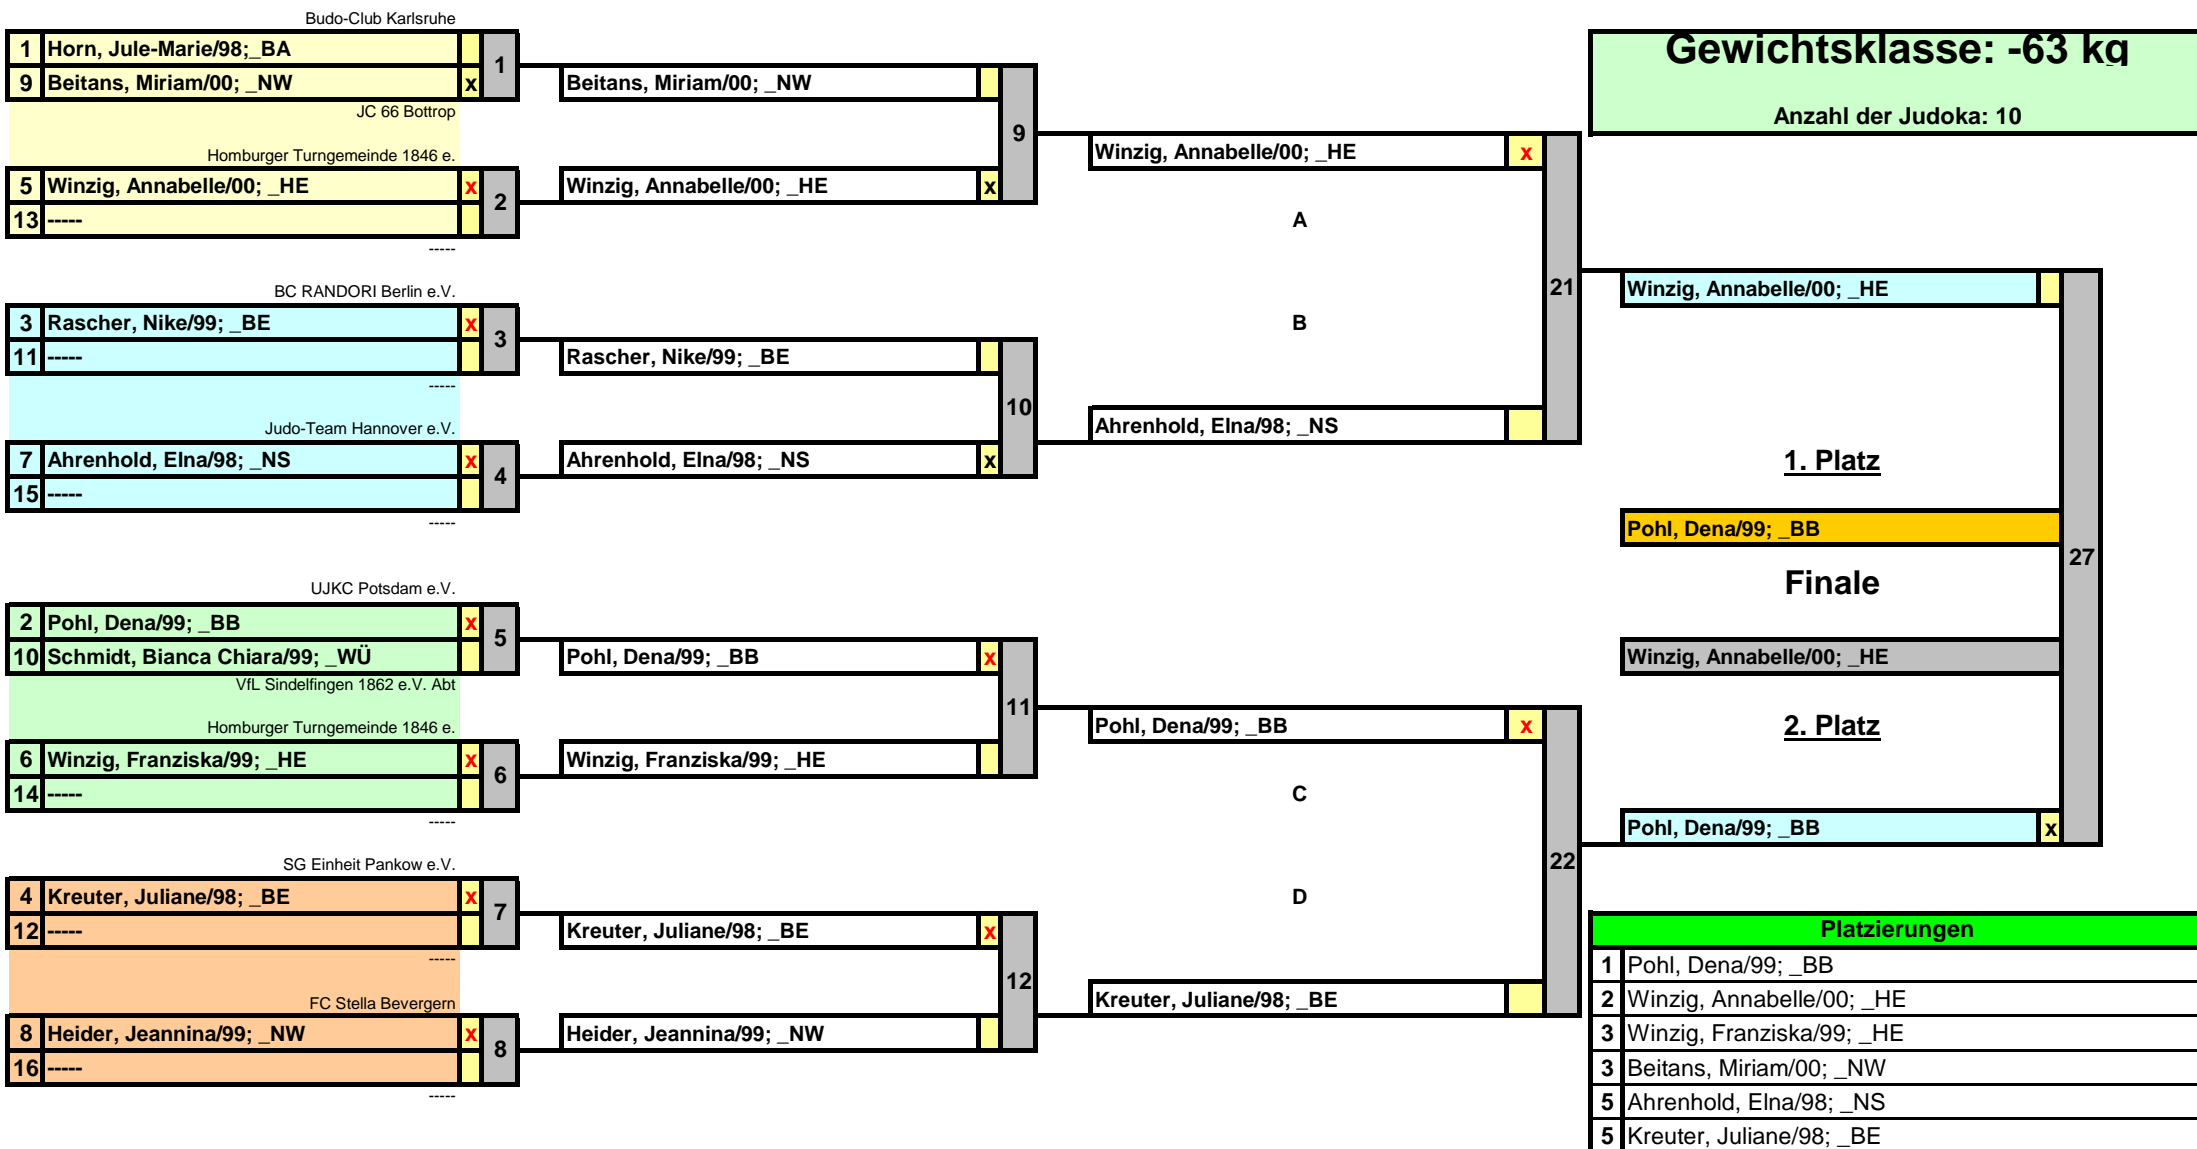 Budo-Club Karlsruhe
1 Horn, Jule-Marie/98;_BA
9 Beitans, Miriam/00; _NW x
1
JC 66 Bottrop
Homburger Turngemeinde 1846 e.
5 Winzig, Annabelle/00; _HE x
13 -----
2
-----
BC RANDORI Berlin e.V.
3 Rascher, Nike/99; _BE x
11 -----
3
-----
Judo-Team Hannover e.V.
7 Ahrenhold, Elna/98; _NS x
15 -----
4
-----
UJKC Potsdam e.V.
2 Pohl, Dena/99; _BB x
10 Schmidt, Bianca Chiara/99; _WÜ
5
VfL Sindelfingen 1862 e.V. Abt
Homburger Turngemeinde 1846 e.
6 Winzig, Franziska/99; _HE x
14 -----
6
-----
SG Einheit Pankow e.V.
4 Kreuter, Juliane/98; _BE x
12 -----
7
-----
FC Stella Bevergern
8 Heider, Jeannina/99; _NW x
16 -----
8
-----
Beitans, Miriam/00; _NW
9
Winzig, Annabelle/00; _HE x
Rascher, Nike/99; _BE
10
Ahrenhold, Elna/98; _NS x
Pohl, Dena/99; _BB x
11
Winzig, Franziska/99; _HE
Kreuter, Juliane/98; _BE x
12
Heider, Jeannina/99; _NW
Winzig, Annabelle/00; _HE x
A
21
B
Ahrenhold, Elna/98; _NS
Pohl, Dena/99; _BB x
C
22
D
Kreuter, Juliane/98; _BE
Gewichtsklasse: -63 kg
Anzahl der Judoka: 10
Winzig, Annabelle/00; _HE
1. Platz
Pohl, Dena/99; _BB
27
Finale
Winzig, Annabelle/00; _HE
2. Platz
Pohl, Dena/99; _BB x
Platzierungen
1 Pohl, Dena/99; _BB
2 Winzig, Annabelle/00; _HE
3 Winzig, Franziska/99; _HE
3 Beitans, Miriam/00; _NW
5 Ahrenhold, Elna/98; _NS
5 Kreuter, Juliane/98; _BE